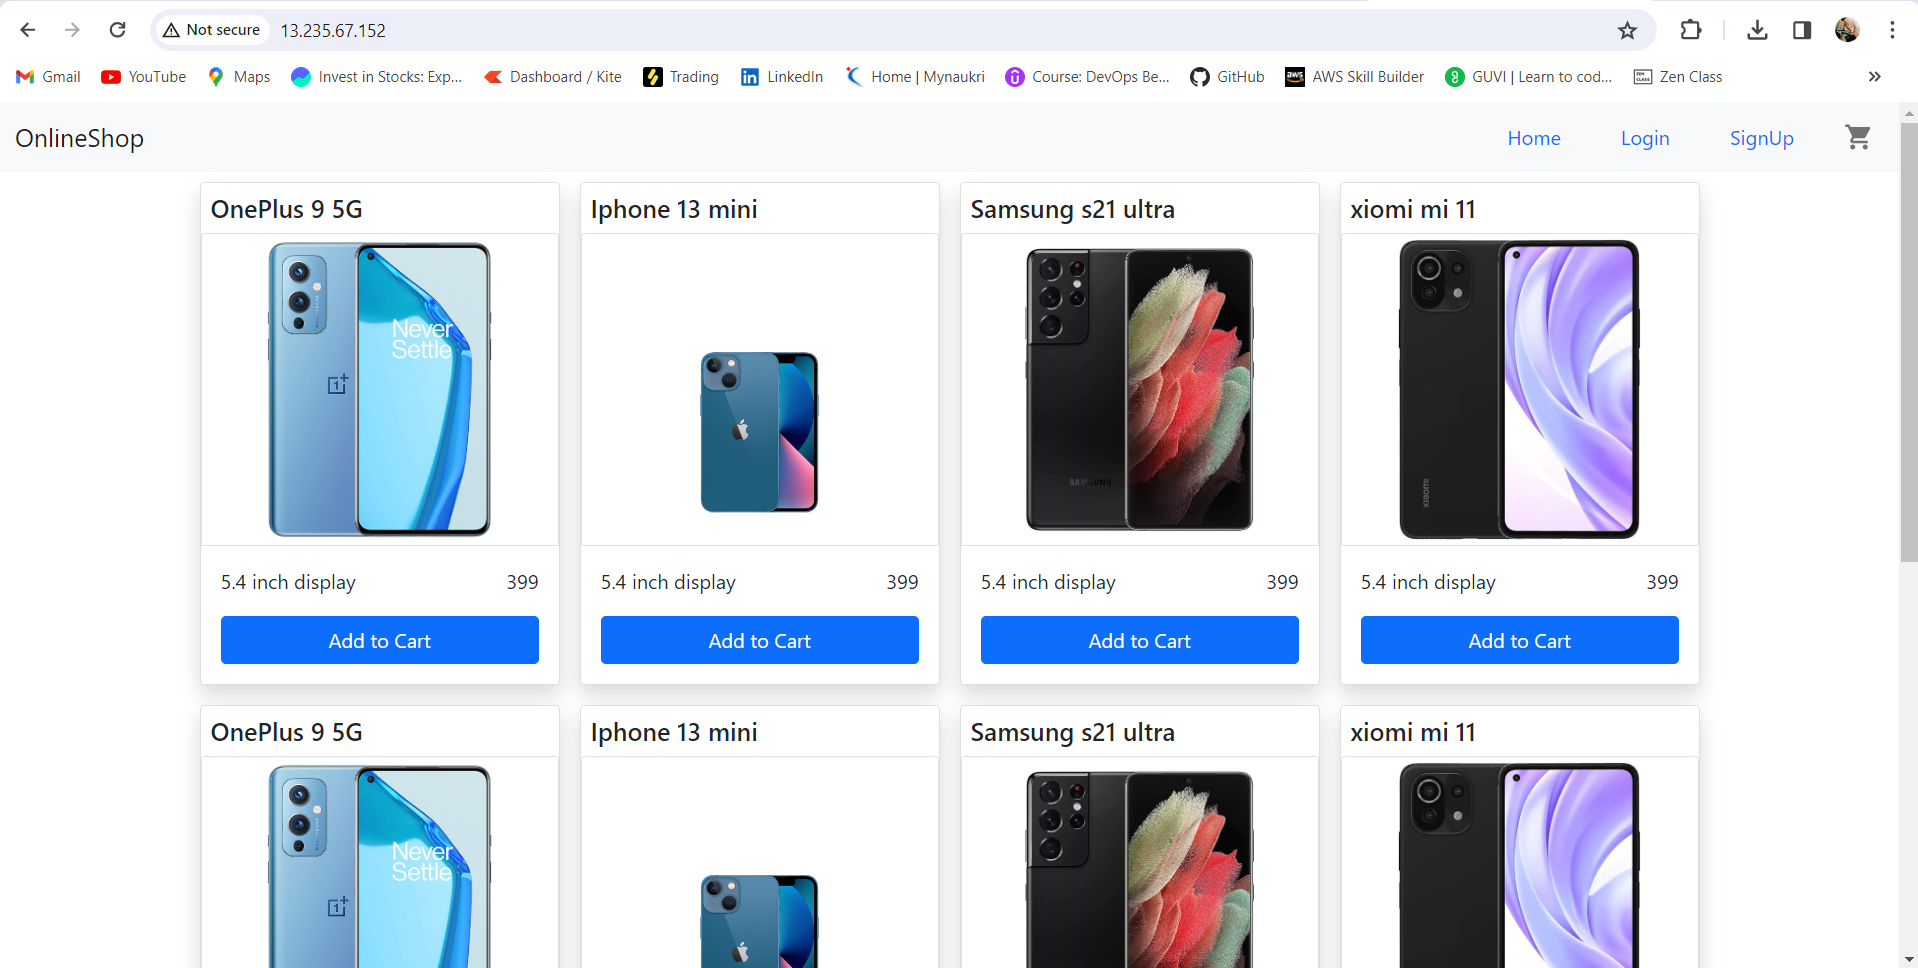 Not secure 13.235.67.152
Gmail YouTube Maps Invest in Stocks: Exp... Dashboard / Kite Trading LinkedIn Home | Mynaukri Course: DevOps Be... GitHub aws AWS Skill Builder GUVI | Learn to cod... Zen Class
OnlineShop Home Login SignUp
OnePlus 9 5G Iphone 13 mini Samsung s21 ultra xiomi mi 11
Never
Settle
SAMSUNG
XIAOMI
5.4 inch display 399 5.4 inch display 399 5.4 inch display 399 5.4 inch display 399
Add to Cart Add to Cart Add to Cart Add to Cart
OnePlus 9 5G Iphone 13 mini Samsung s21 ultra xiomi mi 11
Never
Settle